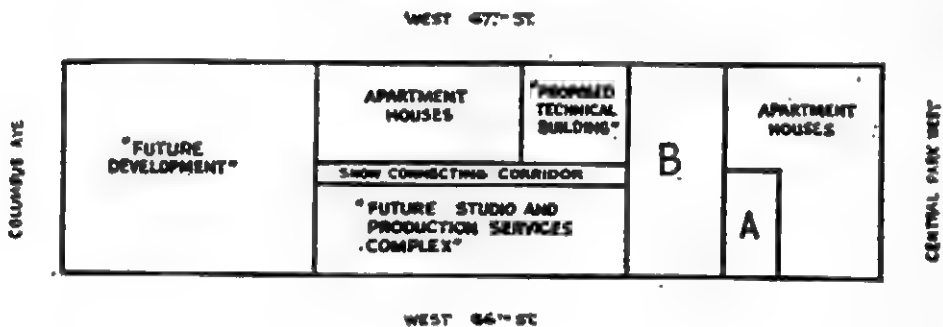 WEST 67TH ST.
COLUMBUS AVE
"FUTURE
DEVELOPMENT"
APARTMENT
HOUSES
"PROPOSED
TECHNICAL
BUILDING"
SHOW CONNECTING CORRIDOR
"FUTURE STUDIO AND
PRODUCTION SERVICES
COMPLEX"
B
A
APARTMENT
HOUSES
CENTRAL PARK WEST
WEST 66TH ST